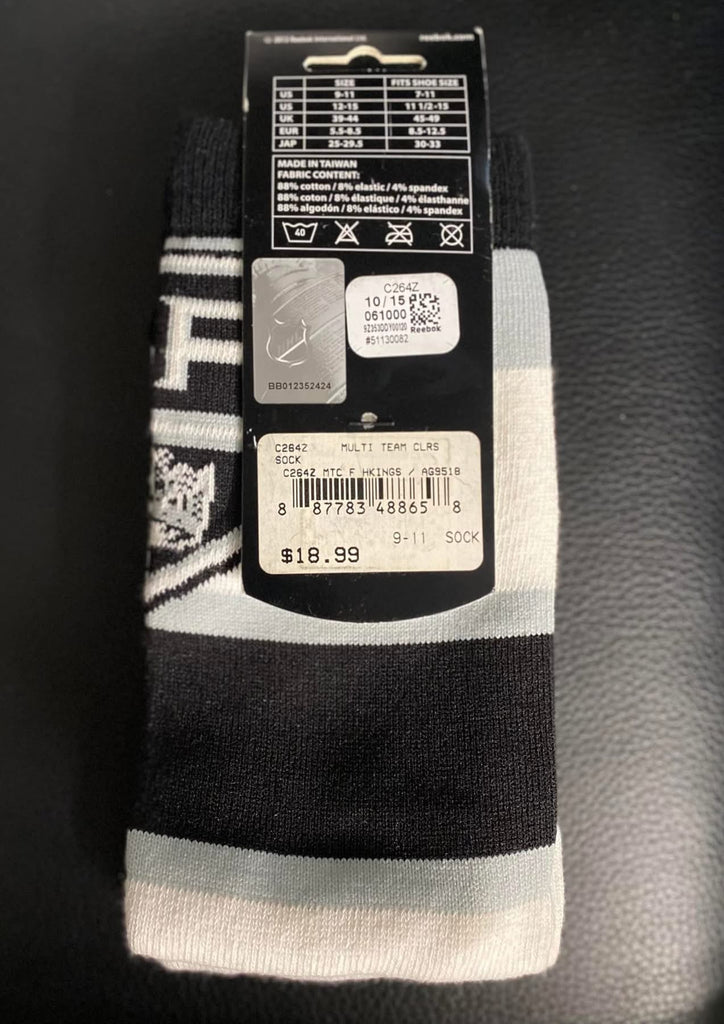 © 2012 Reebok International Ltd. reebok.com
SIZE FITS SHOE SIZE
US 9-11 7-11
US 12-15 11 1/2 -15
UK 39-44 45-49
EUR 5.5-8.5 8.5-12.5
JAP 25-29.5 30-33
MADE IN TAIWAN
FABRIC CONTENT:
88% cotton / 8% elastic / 4% spandex
88% coton / 8% élastique / 4% élasthanne
88% algodón / 8% elástico / 4% spandex
40
C264Z
10/15
061000
9Z353DQY00120
Reebok
#51130082
BB012352424
F
C264Z MULTI TEAM CLRS
SOCK
C264Z MTC F HKINGS / AG951B
8 87783 48865 8
9-11 SOCK
$18.99